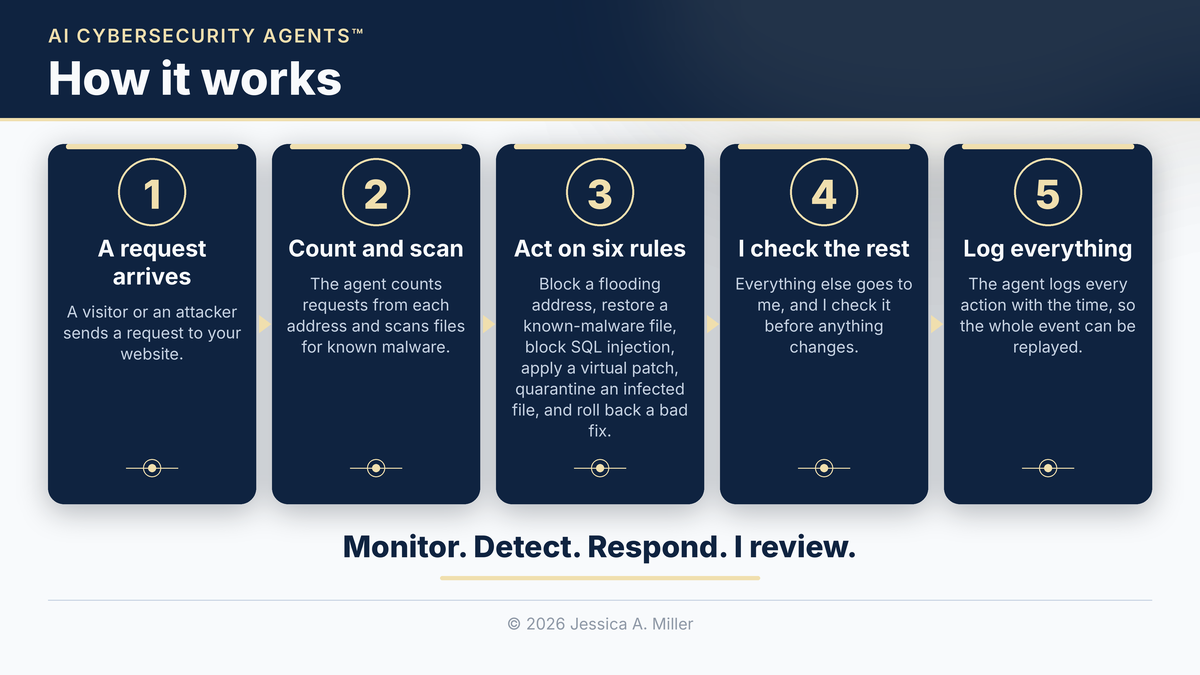 AI CYBERSECURITY AGENTS™
How it works
1
A request
arrives
A visitor or an attacker
sends a request to your
website.
2
Count and scan
The agent counts
requests from each
address and scans files
for known malware.
3
Act on six rules
Block a flooding
address, restore a
known-malware file,
block SQL injection,
apply a virtual patch,
quarantine an infected
file, and roll back a bad
fix.
4
I check the rest
Everything else goes to
me, and I check it
before anything
changes.
5
Log everything
The agent logs every
action with the time, so
the whole event can be
replayed.
Monitor. Detect. Respond. I review.
© 2026 Jessica A. Miller